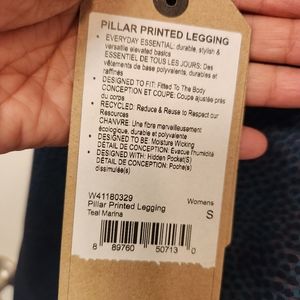 PILLAR PRINTED LEGGING
• EVERYDAY ESSENTIAL: durable, stylish &
versatile elevated basics
ESSENTIEL DE TOUS LES JOURS: Des
vêtements de base polyvalents, durables et
raffinés
• DESIGNED TO FIT: Fitted To The Body
CONCEPTION ET COUPE: Coupe ajustée près
du corps
• RECYCLED: Reduce & Reuse to Respect our
Resources
CHANVRE: Une fibre merveilleusement
écologique, durable et polyvalente
• DESIGNED TO BE: Moisture Wicking
DÉTAIL DE CONCEPTION: Évacue l'humidité
• DESIGNED WITH: Hidden Pocket(S)
DÉTAIL DE CONCEPTION: Poche(s)
dissimulée(s)
W41180329
Womens
Pillar Printed Legging
S
Teal Marina
8 89760 50713 0